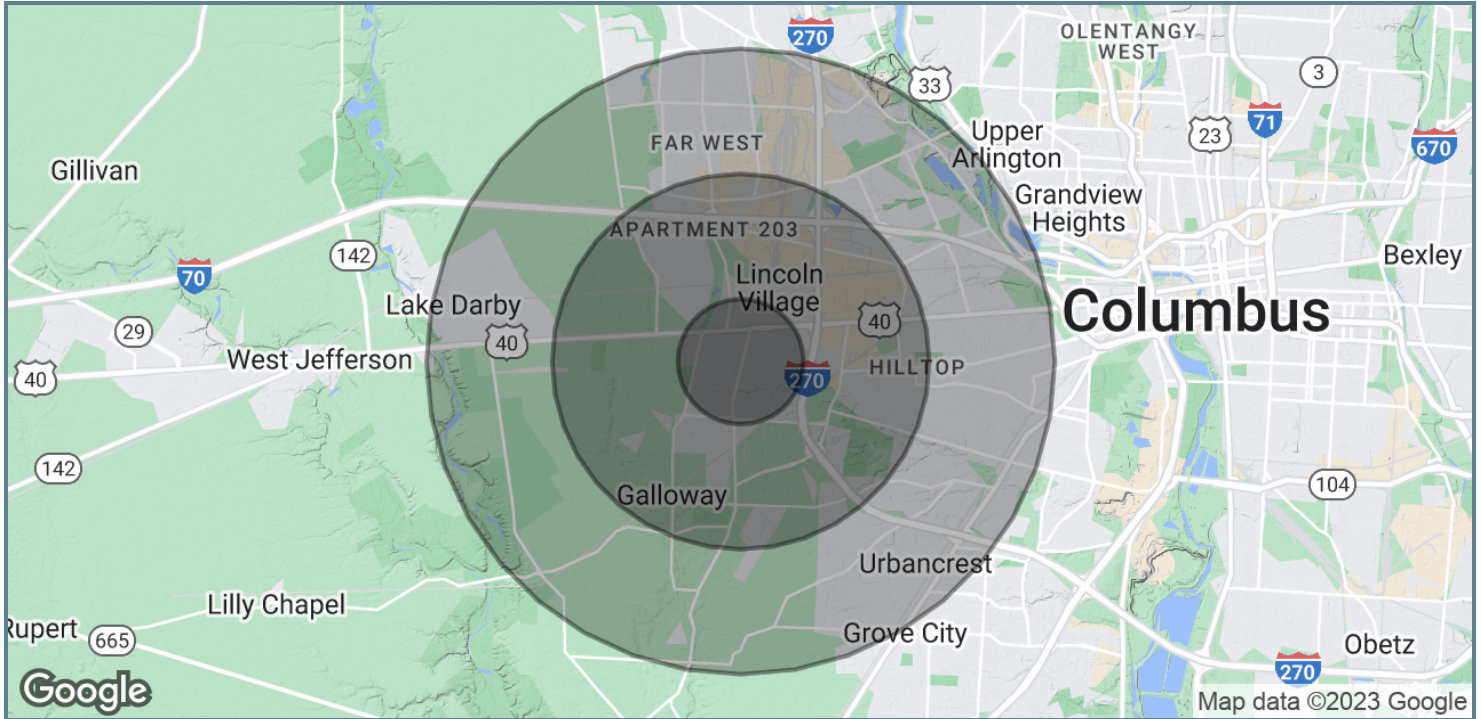 OLENTANGY
WEST
270
33
3
71
23
670
FAR WEST
Upper
Arlington
Gillivan
Grandview
Heights
APARTMENT 203
142
70
Lincoln
Village
Bexley
Lake Darby
40
29
40
Columbus
West Jefferson
40
270
HILLTOP
142
Galloway
104
Urbancrest
Lilly Chapel
Rupert
665
Grove City
Obetz
270
Google
Map data ©2023 Google